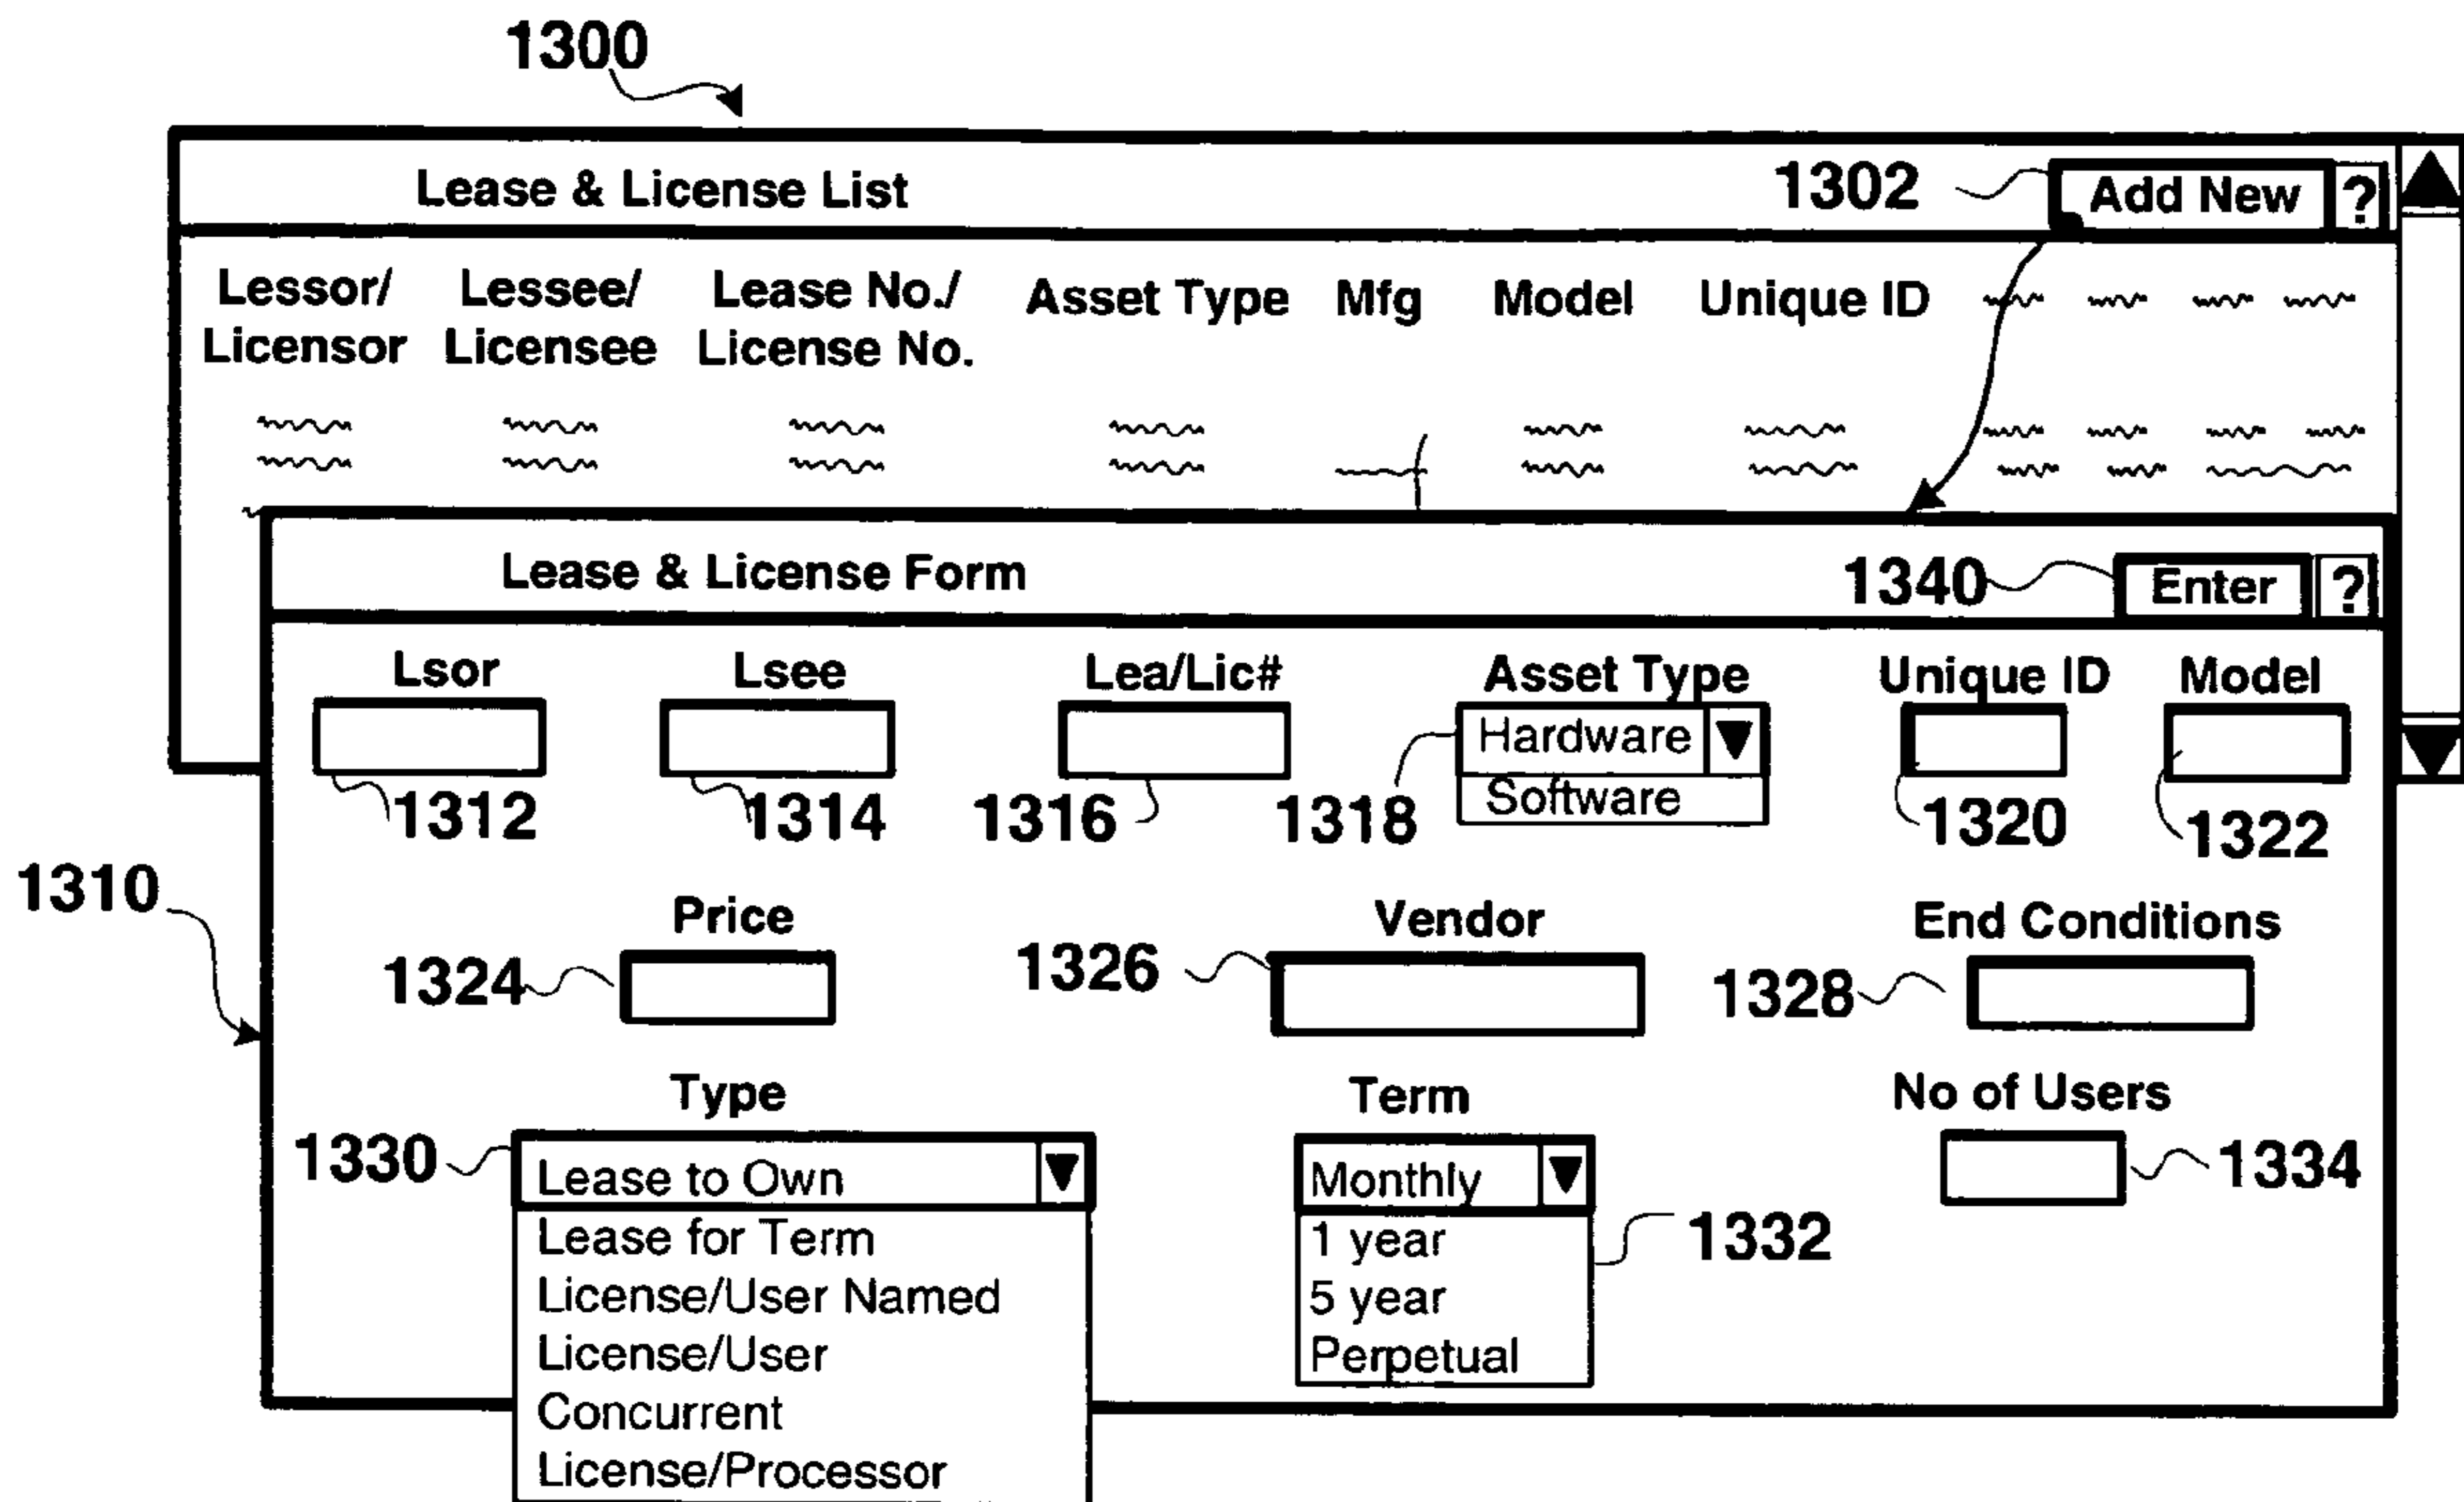 1300
Lease & License List 1302 Add New ?
Lessor/ Lessee/ Lease No./ Asset Type Mfg Model Unique ID
Licensor Licensee License No.
Lease & License Form 1340 Enter ?
Lsor Lsee Lea/Lic# Asset Type Unique ID Model
Hardware
Software
1312 1314 1316 1318 1320 1322
1310
Price Vendor End Conditions
1324 1326 1328
Type Term No of Users
1330 Lease to Own Monthly 1334
Lease for Term 1 year 1332
License/User Named 5 year
License/User Perpetual
Concurrent
License/Processor